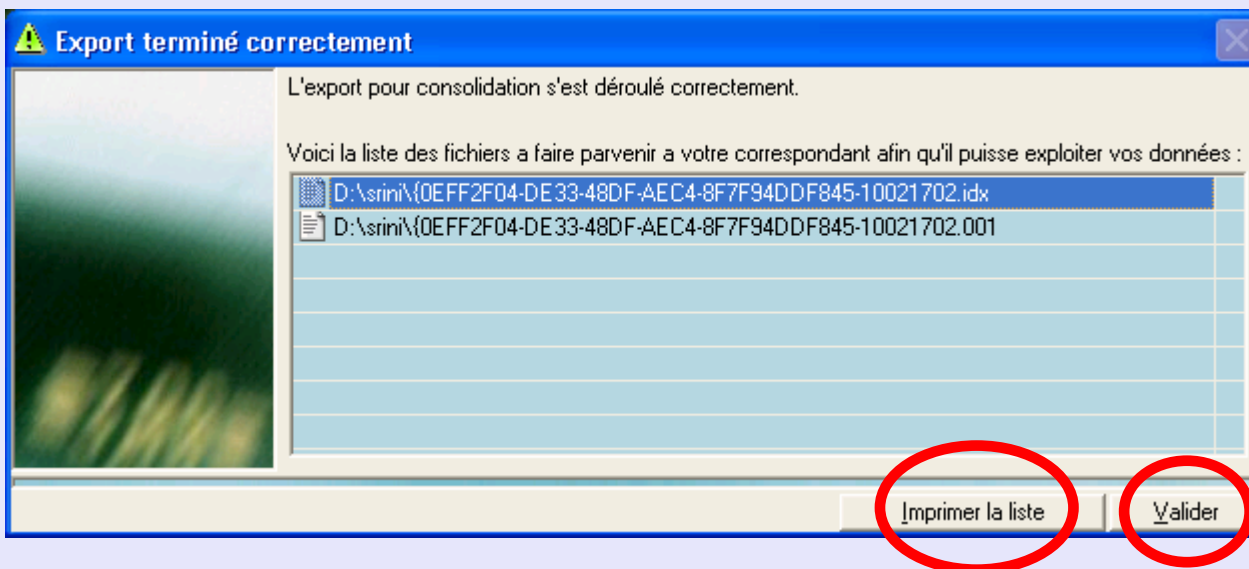 Export terminé correctement
L'export pour consolidation s'est déroulé correctement.
Voici la liste des fichiers a faire parvenir a votre correspondant afin qu'il puisse exploiter vos données :
D:\srini\{0EFF2F04-DE33-48DF-AEC4-8F7F94DDF845-10021702.idx
D:\srini\{0EFF2F04-DE33-48DF-AEC4-8F7F94DDF845-10021702.001
Imprimer la liste
Valider